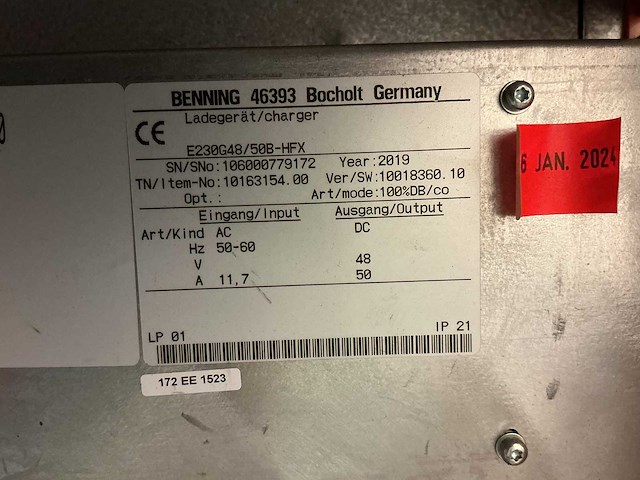 BENNING 46393 Bocholt Germany
CE
Ladegerät/charger
E230G48/50B-HFX
SN/SNo: 106000779172 Year: 2019
TN/Item-No: 10163154.00 Ver/SW: 10018360.10
Opt.: Art/mode: 100%DB/co
Eingang/Input Ausgang/Output
Art/Kind AC DC
Hz 50-60
V 48
A 11,7 50
LP 01 IP 21
172 EE 1523
6 JAN. 2024